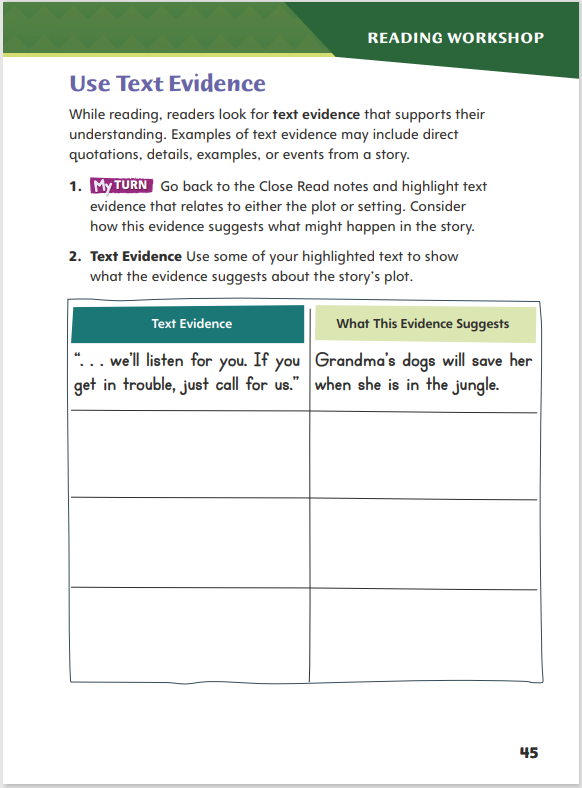 READING WORKSHOP
Use Text Evidence
While reading, readers look for text evidence that supports their
understanding. Examples of text evidence may include direct
quotations, details, examples, or events from a story.
1. My TURN Go back to the Close Read notes and highlight text
evidence that relates to either the plot or setting. Consider
how this evidence suggests what might happen in the story.
2. Text Evidence Use some of your highlighted text to show
what the evidence suggests about the story's plot.
Text Evidence
What This Evidence Suggests
". . . we'll listen for you. If you
get in trouble, just call for us."
Grandma's dogs will save her
when she is in the jungle.
45